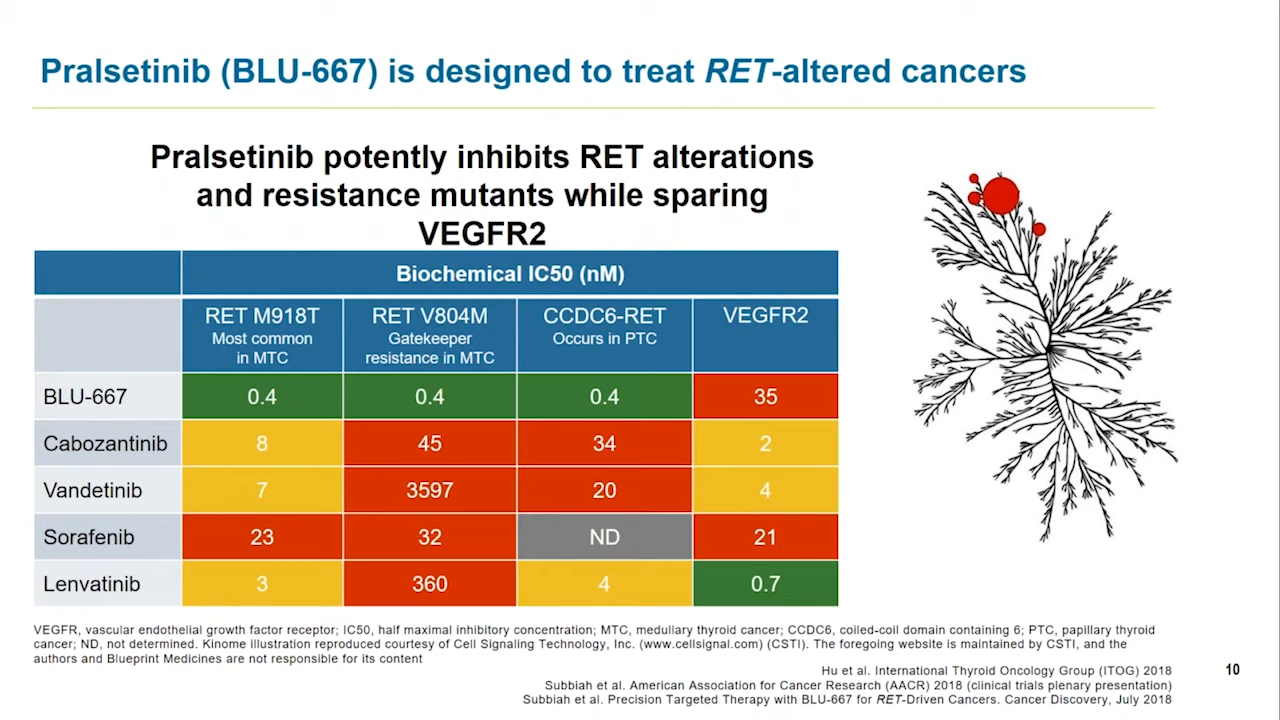 Pralsetinib (BLU-667) is designed to treat RET-altered cancers
Pralsetinib potently inhibits RET alterations
and resistance mutants while sparing
VEGFR2
Biochemical IC50 (nM)
RET M918T
Most common
in MTC
RET V804M
Gatekeeper
resistance in MTC
CCDC6-RET
Occurs in PTC
VEGFR2
BLU-667 0.4 0.4 0.4 35
Cabozantinib 8 45 34 2
Vandetinib 7 3597 20 4
Sorafenib 23 32 ND 21
Lenvatinib 3 360 4 0.7
VEGFR, vascular endothelial growth factor receptor; IC50, half maximal inhibitory concentration; MTC, medullary thyroid cancer; CCDC6, coiled-coil domain containing 6; PTC, papillary thyroid
cancer; ND, not determined. Kinome illustration reproduced courtesy of Cell Signaling Technology, Inc. (www.cellsignal.com) (CSTI). The foregoing website is maintained by CSTI, and the
authors and Blueprint Medicines are not responsible for its content
Hu et al. International Thyroid Oncology Group (ITOG) 2018
Subbiah et al. American Association for Cancer Research (AACR) 2018 (clinical trials plenary presentation)
Subbiah et al. Precision Targeted Therapy with BLU-667 for RET-Driven Cancers. Cancer Discovery, July 2018
10